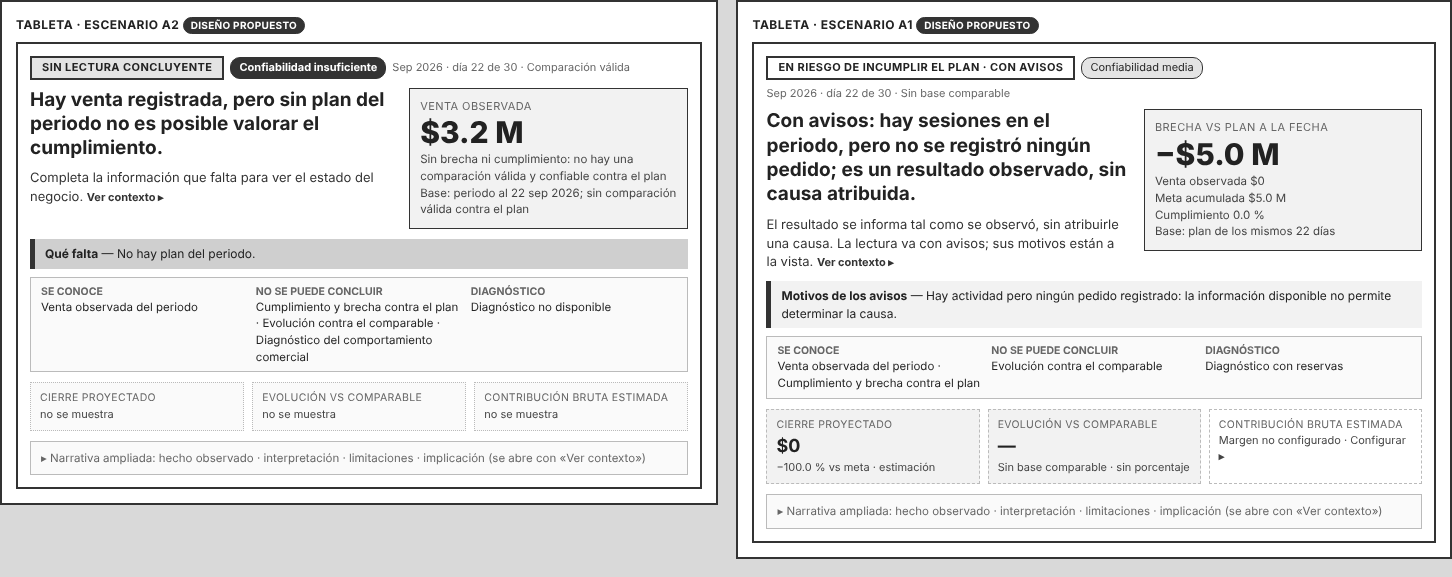 TABLETA · ESCENARIO A2 DISEÑO PROPUESTO
SIN LECTURA CONCLUYENTE Confiabilidad insuficiente Sep 2026 · día 22 de 30 · Comparación válida
Hay venta registrada, pero sin plan del
periodo no es posible valorar el
cumplimiento.
Completa la información que falta para ver el estado del
negocio. Ver contexto ▸
VENTA OBSERVADA
$3.2 M
Sin brecha ni cumplimiento: no hay una
comparación válida y confiable contra el plan
Base: periodo al 22 sep 2026; sin comparación
válida contra el plan
Qué falta — No hay plan del periodo.
SE CONOCE
Venta observada del periodo
NO SE PUEDE CONCLUIR
Cumplimiento y brecha contra el plan
· Evolución contra el comparable ·
Diagnóstico del comportamiento
comercial
DIAGNÓSTICO
Diagnóstico no disponible
CIERRE PROYECTADO
no se muestra
EVOLUCIÓN VS COMPARABLE
no se muestra
CONTRIBUCIÓN BRUTA ESTIMADA
no se muestra
▸ Narrativa ampliada: hecho observado · interpretación · limitaciones · implicación (se abre con «Ver contexto»)
TABLETA · ESCENARIO A1 DISEÑO PROPUESTO
EN RIESGO DE INCUMPLIR EL PLAN · CON AVISOS Confiabilidad media
Sep 2026 · día 22 de 30 · Sin base comparable
Con avisos: hay sesiones en el
periodo, pero no se registró ningún
pedido; es un resultado observado, sin
causa atribuida.
El resultado se informa tal como se observó, sin atribuirle
una causa. La lectura va con avisos; sus motivos están a
la vista. Ver contexto ▸
BRECHA VS PLAN A LA FECHA
−$5.0 M
Venta observada $0
Meta acumulada $5.0 M
Cumplimiento 0.0 %
Base: plan de los mismos 22 días
Motivos de los avisos — Hay actividad pero ningún pedido registrado: la información disponible no permite
determinar la causa.
SE CONOCE
Venta observada del periodo ·
Cumplimiento y brecha contra el plan
NO SE PUEDE CONCLUIR
Evolución contra el comparable
DIAGNÓSTICO
Diagnóstico con reservas
CIERRE PROYECTADO
$0
−100.0 % vs meta · estimación
EVOLUCIÓN VS COMPARABLE
—
Sin base comparable · sin porcentaje
CONTRIBUCIÓN BRUTA ESTIMADA
Margen no configurado · Configurar
▸
▸ Narrativa ampliada: hecho observado · interpretación · limitaciones · implicación (se abre con «Ver contexto»)